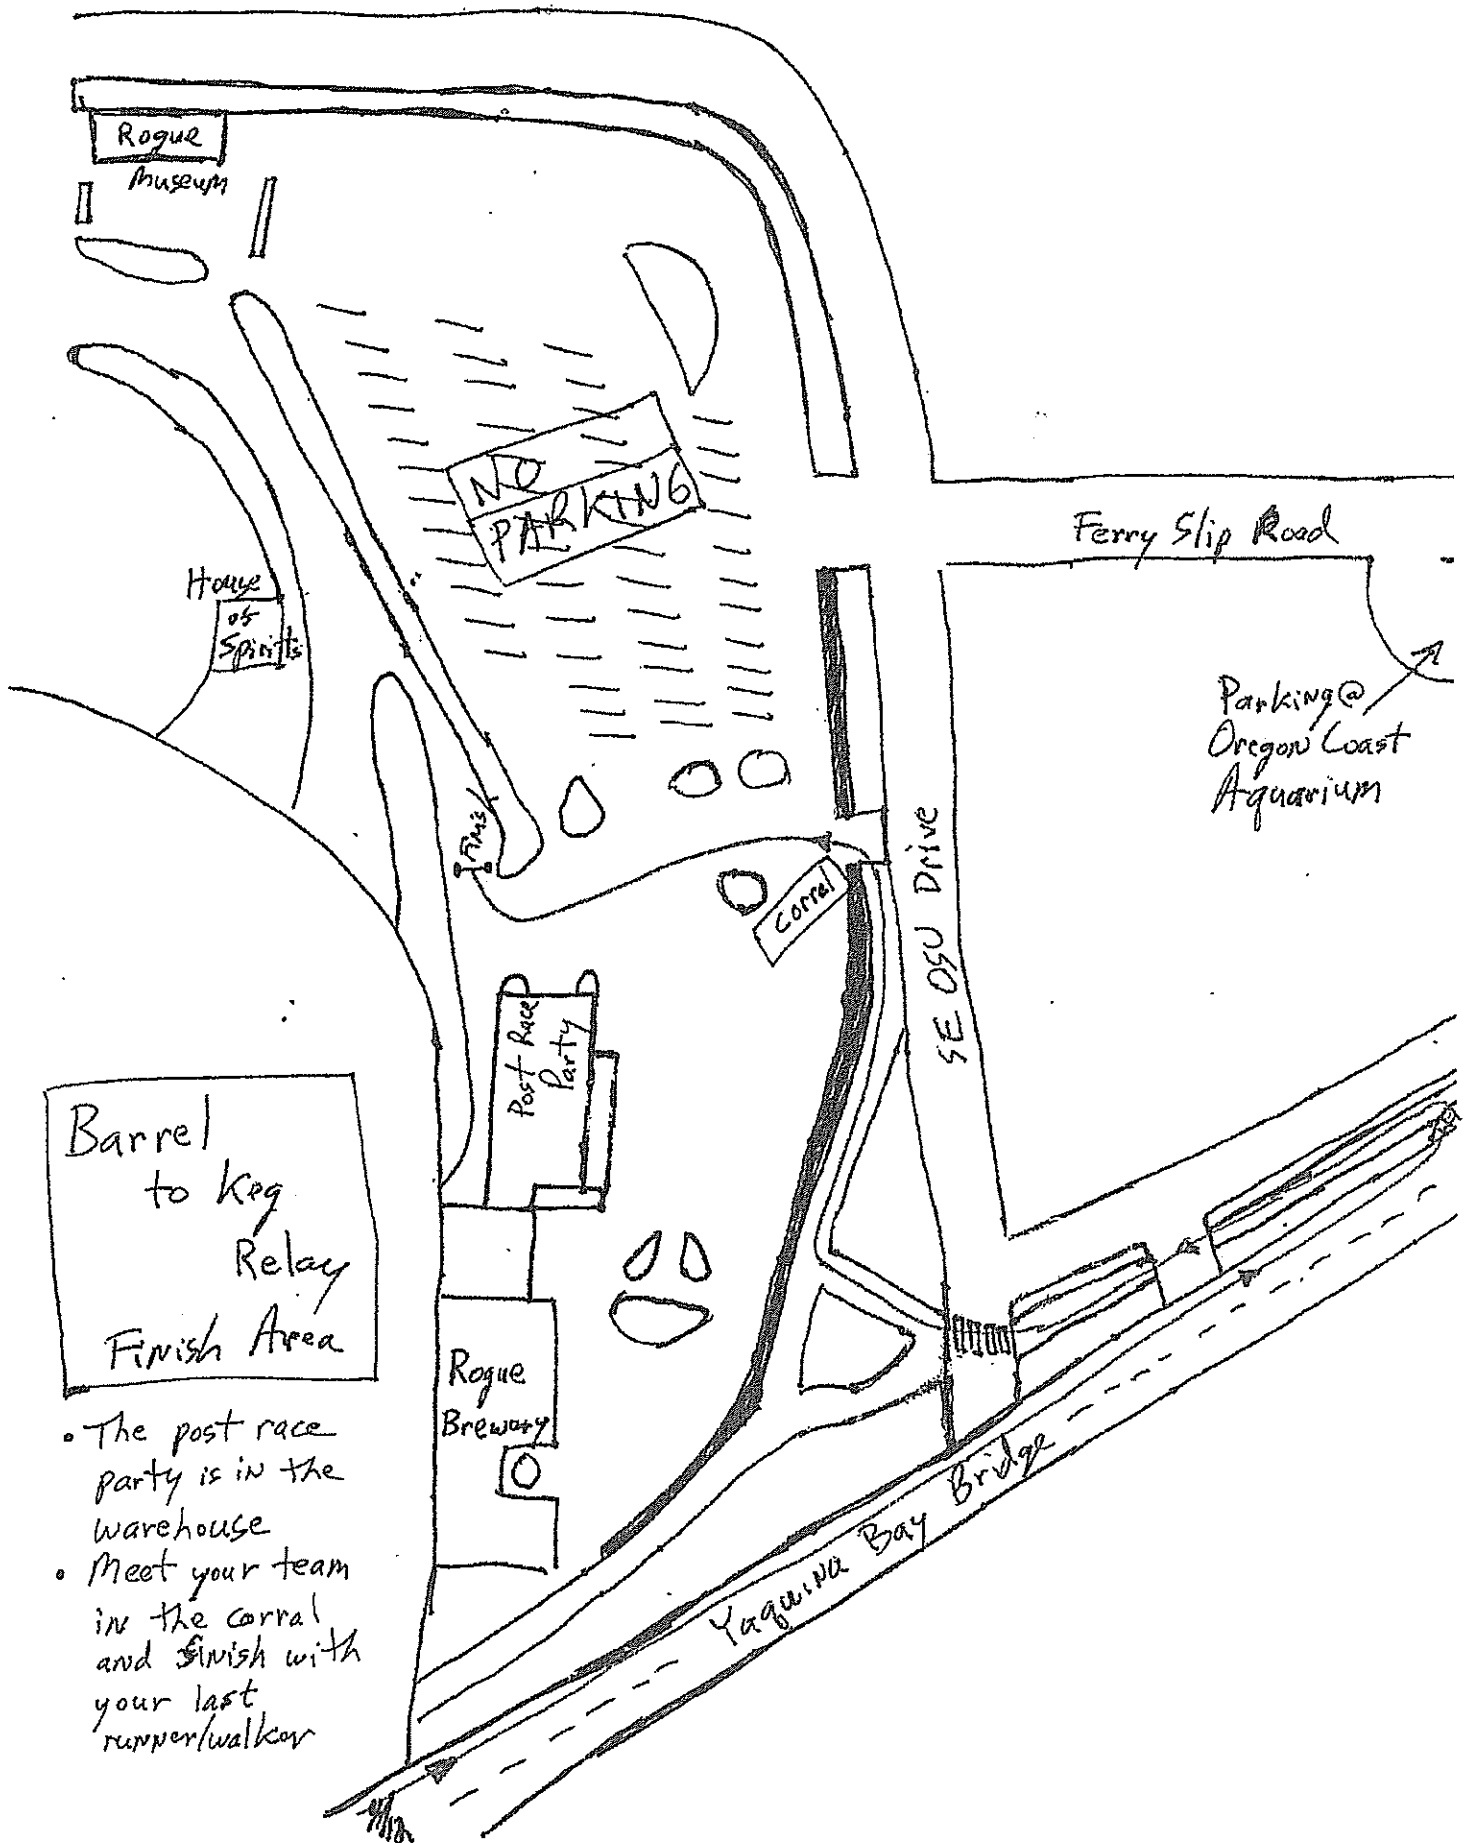 Rogue
Museum
NO
PARKING
Ferry Slip Road
House
of
Spirits
Parking @
Oregon Coast
Aquarium
SE OSU Drive
Corral
Post Race
Party
Barrel
to Keg
Relay
Finish Area
Rogue
Brewery
• The post race
party is in the
warehouse
• Meet your team
in the corral
and finish with
your last
runner/walker
Yaquina Bay Bridge